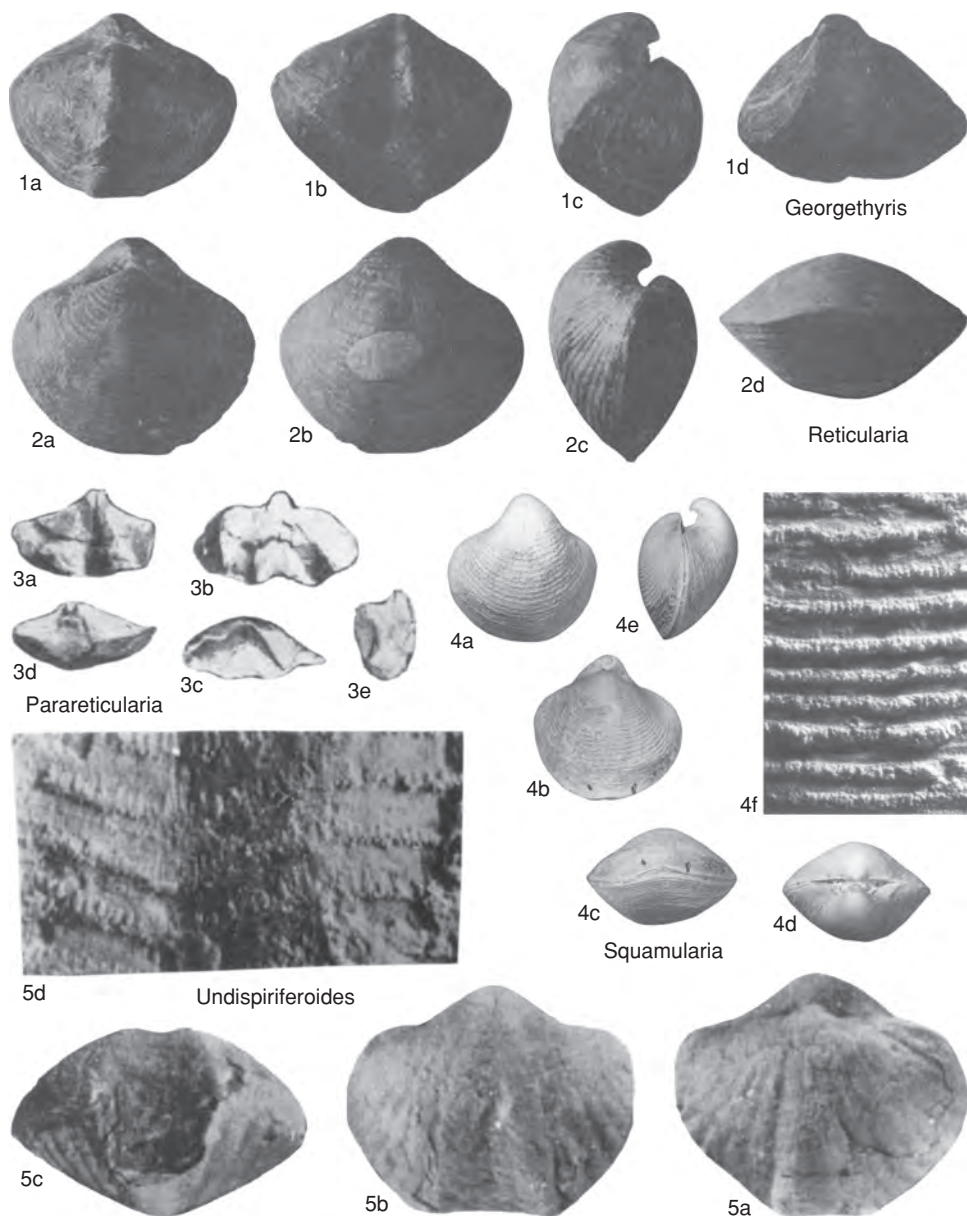 1a
1b
1c
1d
Georgethyris
2a
2b
2c
2d
Reticularia
3a
3b
4a
4e
3d
3c
3e
Parareticularia
4b
4f
4c
4d
Squamularia
5d
Undispiriferoides
5c
5b
5a